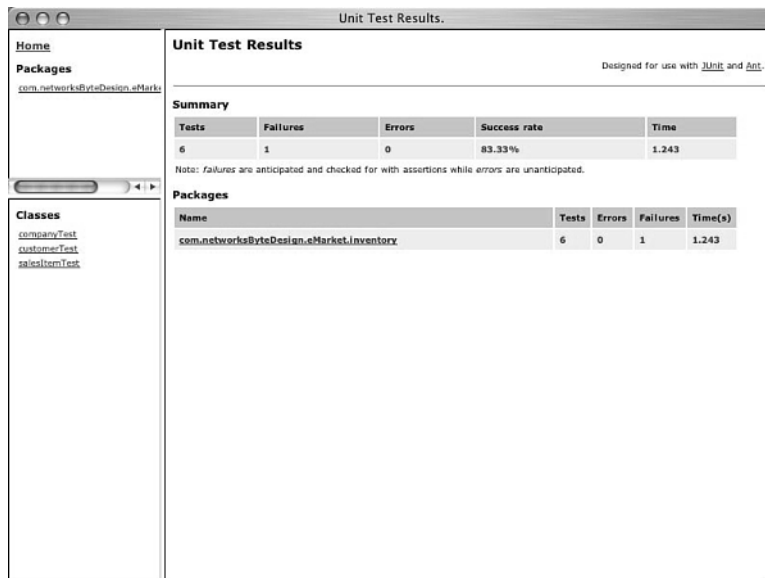 Unit Test Results.
Home
Packages
com.networksByteDesign.eMarke
Classes
companyTest
customerTest
salesItemTest
Unit Test Results
Designed for use with JUnit and Ant.
Summary
Tests Failures Errors Success rate Time
6 1 0 83.33% 1.243
Note: failures are anticipated and checked for with assertions while errors are unanticipated.
Packages
Name Tests Errors Failures Time(s)
com.networksByteDesign.eMarket.inventory 6 0 1 1.243